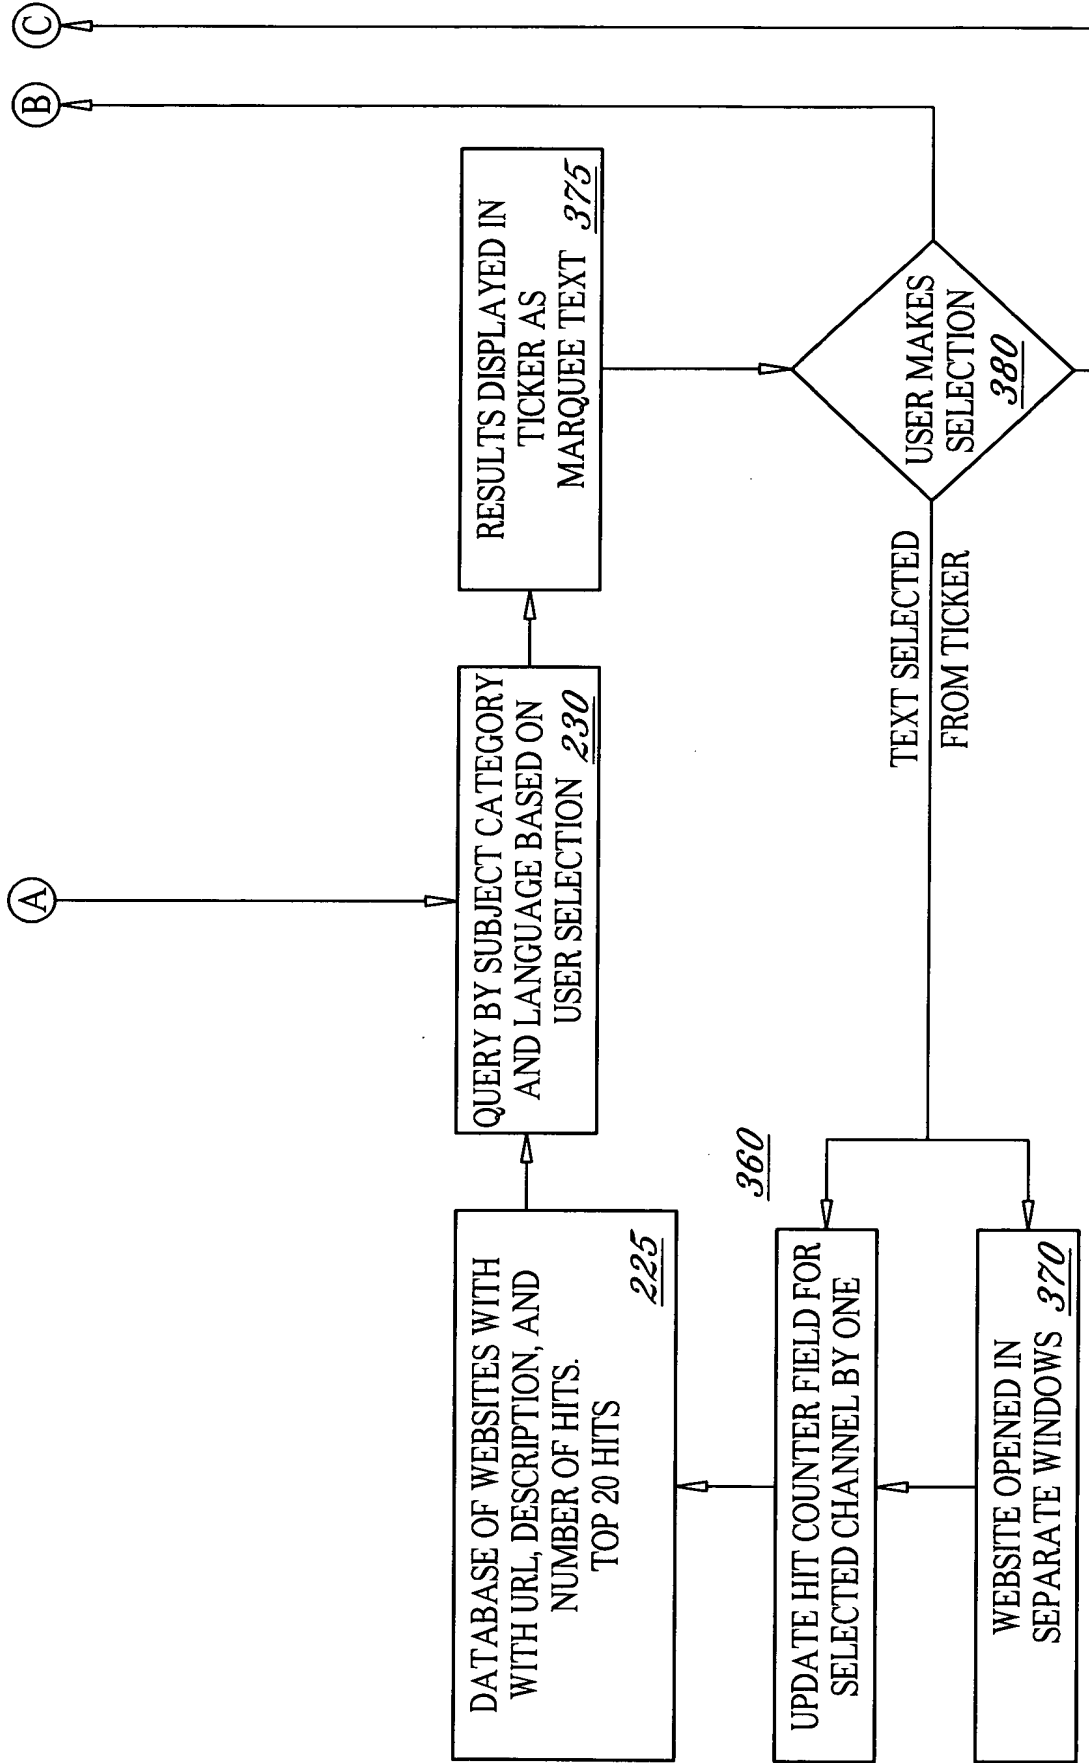 A
B
C
DATABASE OF WEBSITES WITH
WITH URL, DESCRIPTION, AND
NUMBER OF HITS.
TOP 20 HITS
225
QUERY BY SUBJECT CATEGORY
AND LANGUAGE BASED ON
USER SELECTION 230
RESULTS DISPLAYED IN
TICKER AS
MARQUEE TEXT 375
360
UPDATE HIT COUNTER FIELD FOR
SELECTED CHANNEL BY ONE
TEXT SELECTED
FROM TICKER
USER MAKES
SELECTION
380
WEBSITE OPENED IN
SEPARATE WINDOWS 370